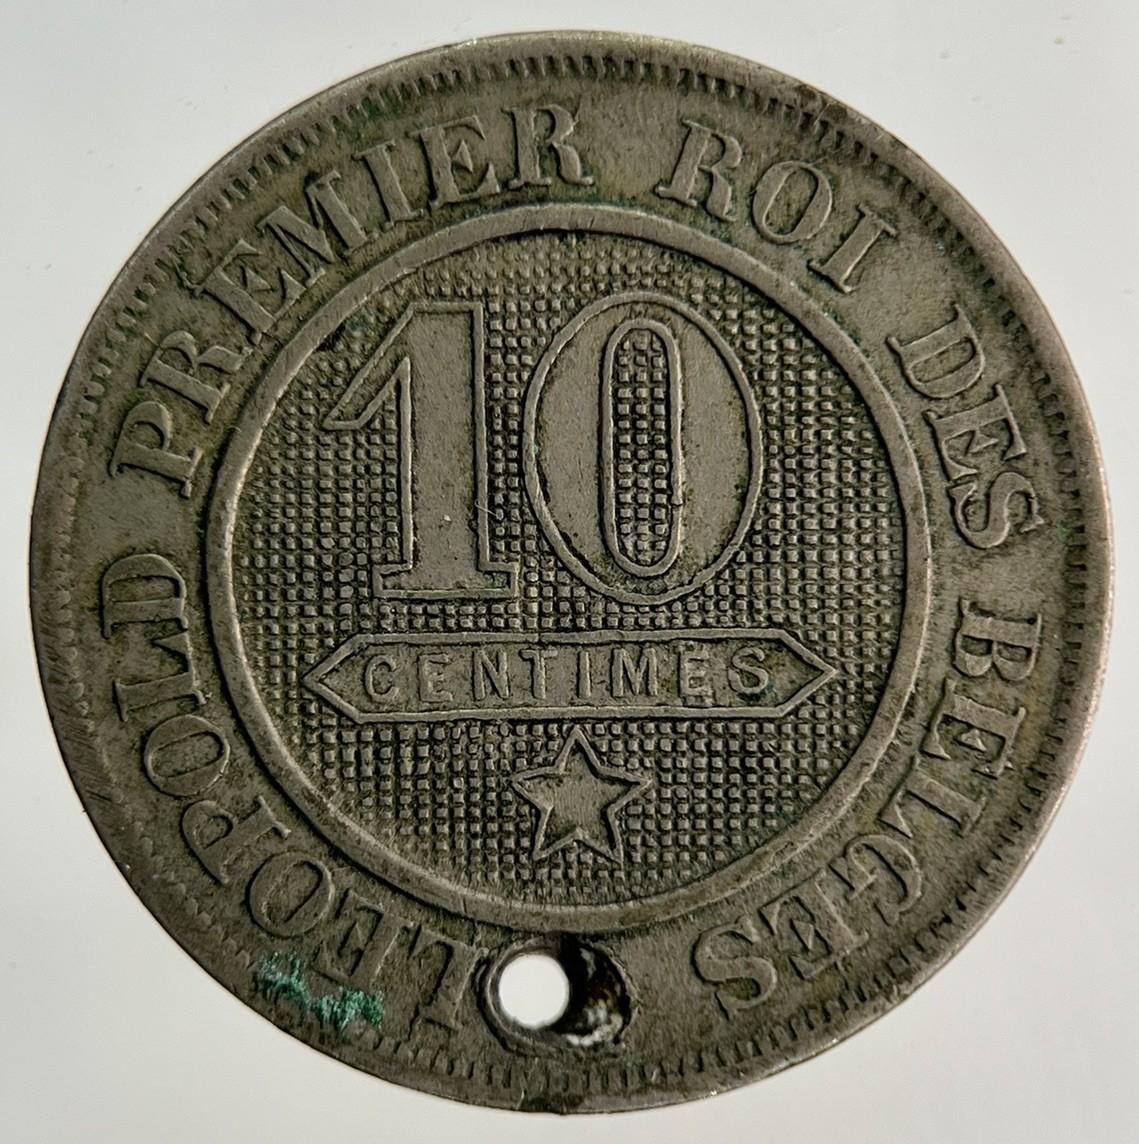 LEOPOLD PREMIER ROI DES BELGES
10
CENTIMES